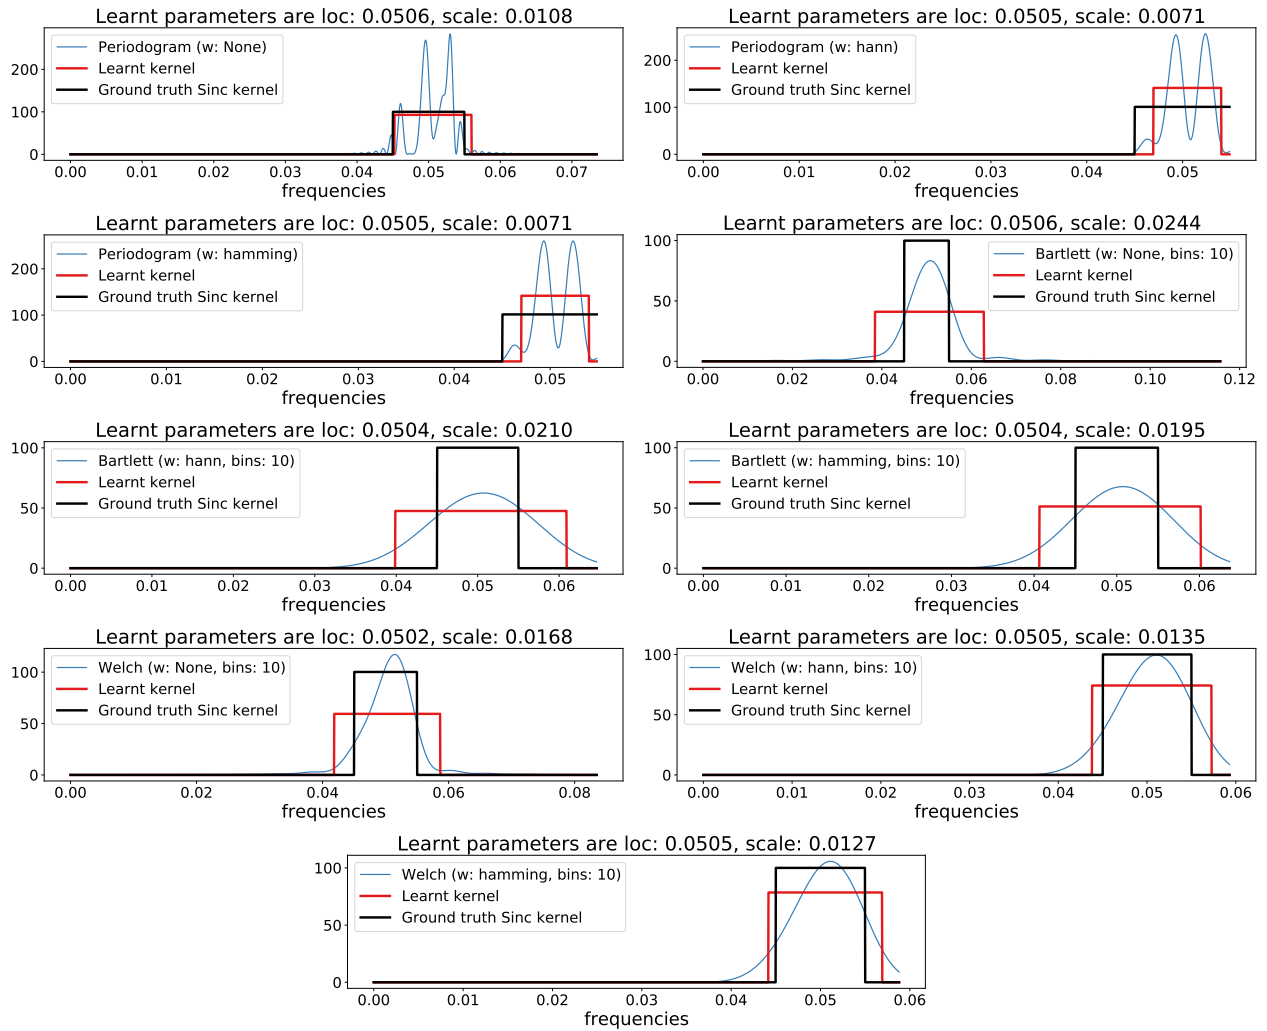 Learnt parameters are loc: 0.0506, scale: 0.0108
Periodogram (w: None)
Learnt kernel
Ground truth Sinc kernel
200
100
0
0.00 0.01 0.02 0.03 0.04 0.05 0.06 0.07
frequencies
Learnt parameters are loc: 0.0505, scale: 0.0071
Periodogram (w: hann)
Learnt kernel
Ground truth Sinc kernel
200
100
0
0.00 0.01 0.02 0.03 0.04 0.05
frequencies
Learnt parameters are loc: 0.0505, scale: 0.0071
Periodogram (w: hamming)
Learnt kernel
Ground truth Sinc kernel
200
100
0
0.00 0.01 0.02 0.03 0.04 0.05
frequencies
Learnt parameters are loc: 0.0506, scale: 0.0244
Bartlett (w: None, bins: 10)
Learnt kernel
Ground truth Sinc kernel
100
50
0
0.00 0.02 0.04 0.06 0.08 0.10 0.12
frequencies
Learnt parameters are loc: 0.0504, scale: 0.0210
Bartlett (w: hann, bins: 10)
Learnt kernel
Ground truth Sinc kernel
100
50
0
0.00 0.01 0.02 0.03 0.04 0.05 0.06
frequencies
Learnt parameters are loc: 0.0504, scale: 0.0195
Bartlett (w: hamming, bins: 10)
Learnt kernel
Ground truth Sinc kernel
100
50
0
0.00 0.01 0.02 0.03 0.04 0.05 0.06
frequencies
Learnt parameters are loc: 0.0502, scale: 0.0168
Welch (w: None, bins: 10)
Learnt kernel
Ground truth Sinc kernel
100
50
0
0.00 0.02 0.04 0.06 0.08
frequencies
Learnt parameters are loc: 0.0505, scale: 0.0135
Welch (w: hann, bins: 10)
Learnt kernel
Ground truth Sinc kernel
100
50
0
0.00 0.01 0.02 0.03 0.04 0.05 0.06
frequencies
Learnt parameters are loc: 0.0505, scale: 0.0127
Welch (w: hamming, bins: 10)
Learnt kernel
Ground truth Sinc kernel
100
50
0
0.00 0.01 0.02 0.03 0.04 0.05 0.06
frequencies